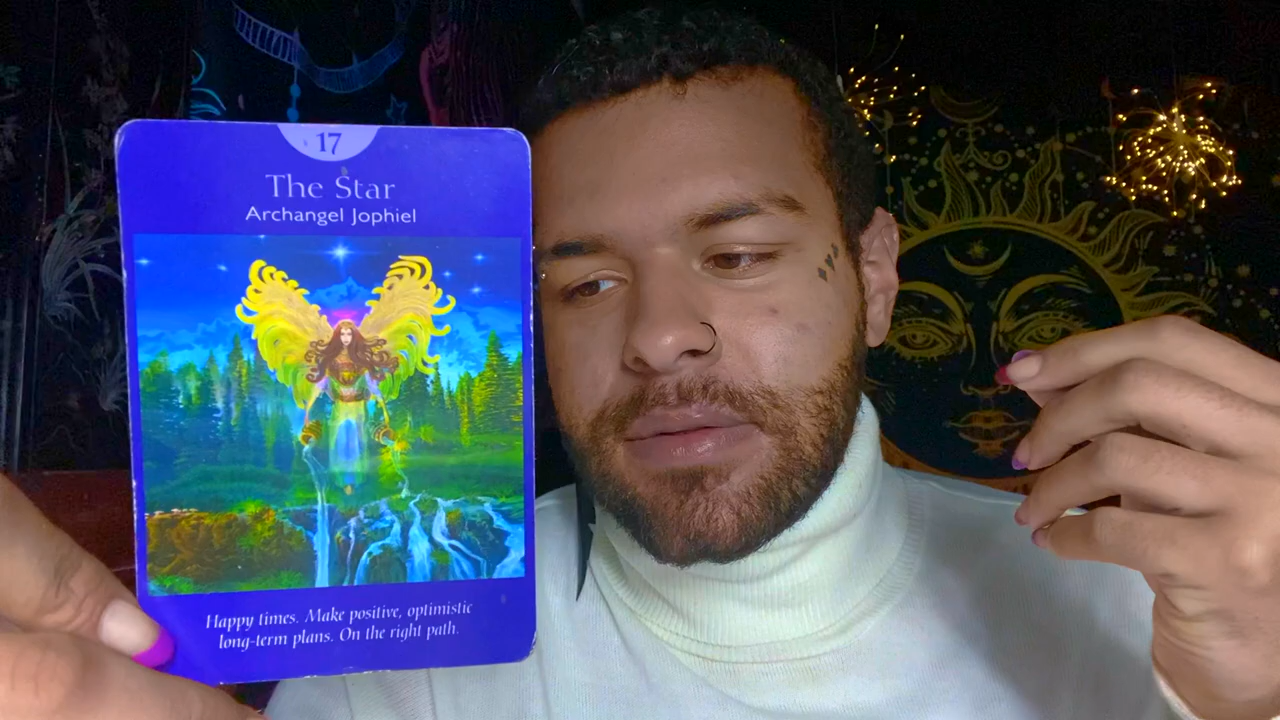 17
The Star
Archangel Jophiel
Happy times. Make positive, optimistic
long-term plans. On the right path.